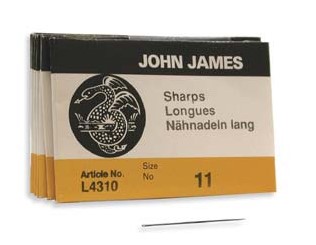 JOHN JAMES
Sharps
Longues
Nähnadeln lang
Article No.
L4310
Size
No
11